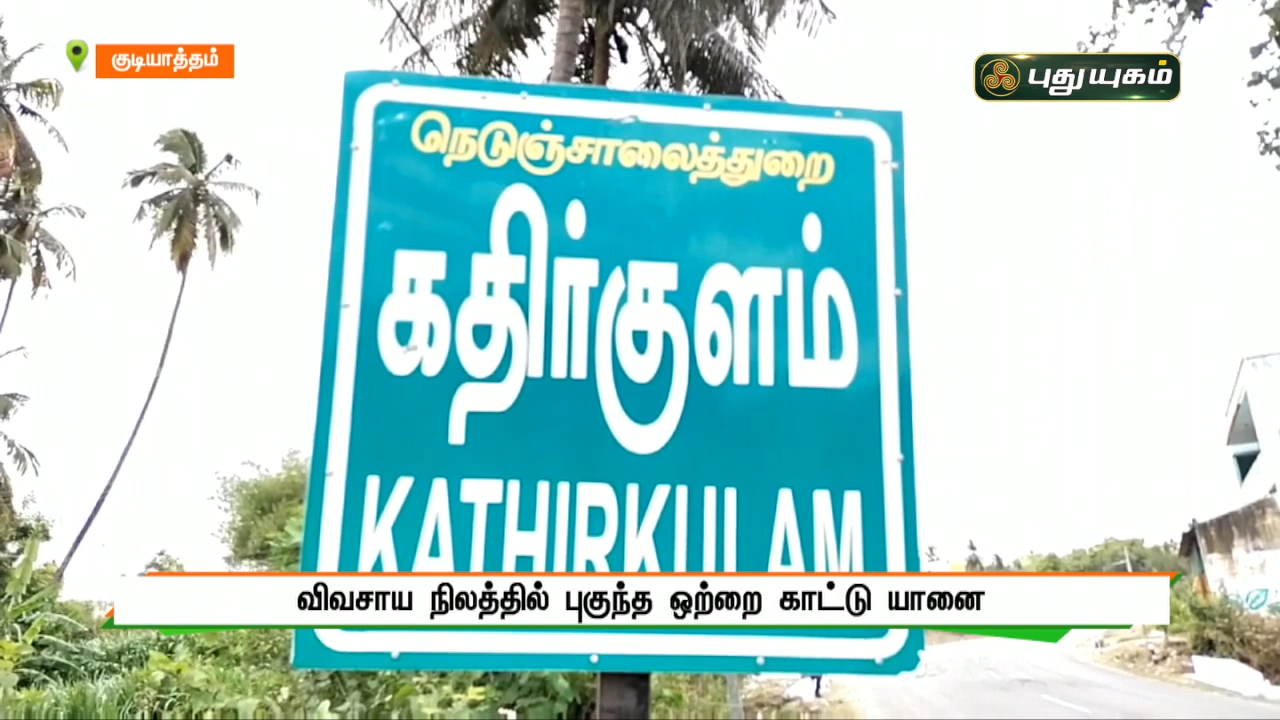 குடியாத்தம்
புதுயுகம்
நெடுஞ்சாலைத்துறை
கதிர்குளம்
KATHIRKULAM
விவசாய நிலத்தில் புகுந்த ஒற்றை காட்டு யானை